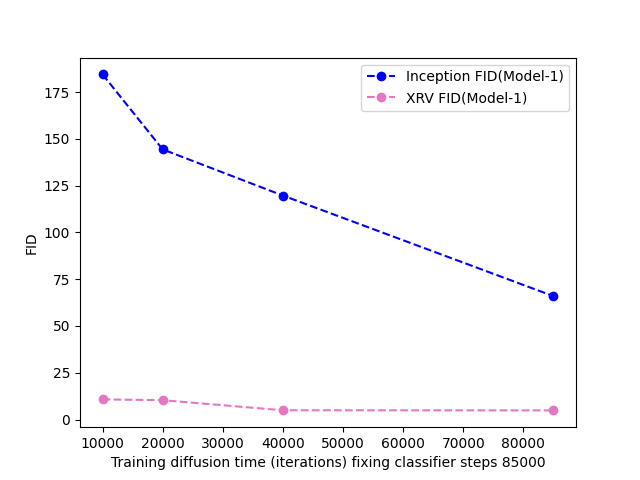 Inception FID(Model-1)
XRV FID(Model-1)
175
150
125
100
75
50
25
0
FID
10000 20000 30000 40000 50000 60000 70000 80000
Training diffusion time (iterations) fixing classifier steps 85000